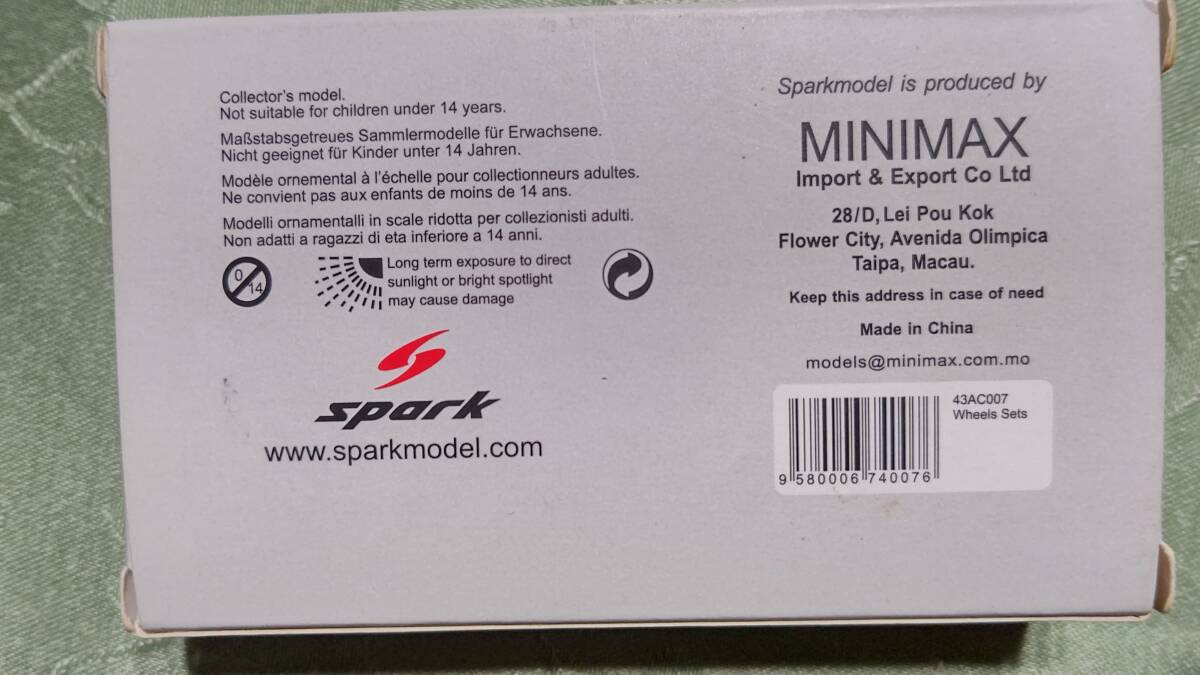 Collector's model.
Not suitable for children under 14 years.
Maßstabsgetreues Sammlermodelle für Erwachsene.
Nicht geeignet für Kinder unter 14 Jahren.
Modèle ornemental à l'échelle pour collectionneurs adultes.
Ne convient pas aux enfants de moins de 14 ans.
Modelli ornamentalli in scale ridotta per collezionisti adulti.
Non adatti a ragazzi di eta inferiore a 14 anni.
0
14
Long term exposure to direct
sunlight or bright spotlight
may cause damage
spark
www.sparkmodel.com
Sparkmodel is produced by
MINIMAX
Import & Export Co Ltd
28/D, Lei Pou Kok
Flower City, Avenida Olimpica
Taipa, Macau.
Keep this address in case of need
Made in China
models@minimax.com.mo
43AC007
Wheels Sets
9 580006 740076